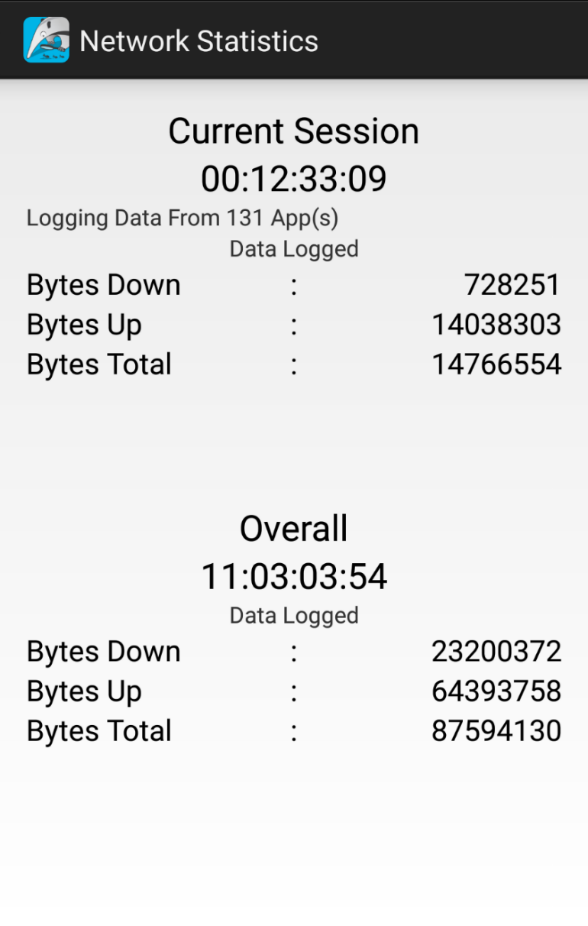 Network Statistics
Current Session
00:12:33:09
Logging Data From 131 App(s)
Data Logged
Bytes Down : 728251
Bytes Up : 14038303
Bytes Total : 14766554
Overall
11:03:03:54
Data Logged
Bytes Down : 23200372
Bytes Up : 64393758
Bytes Total : 87594130